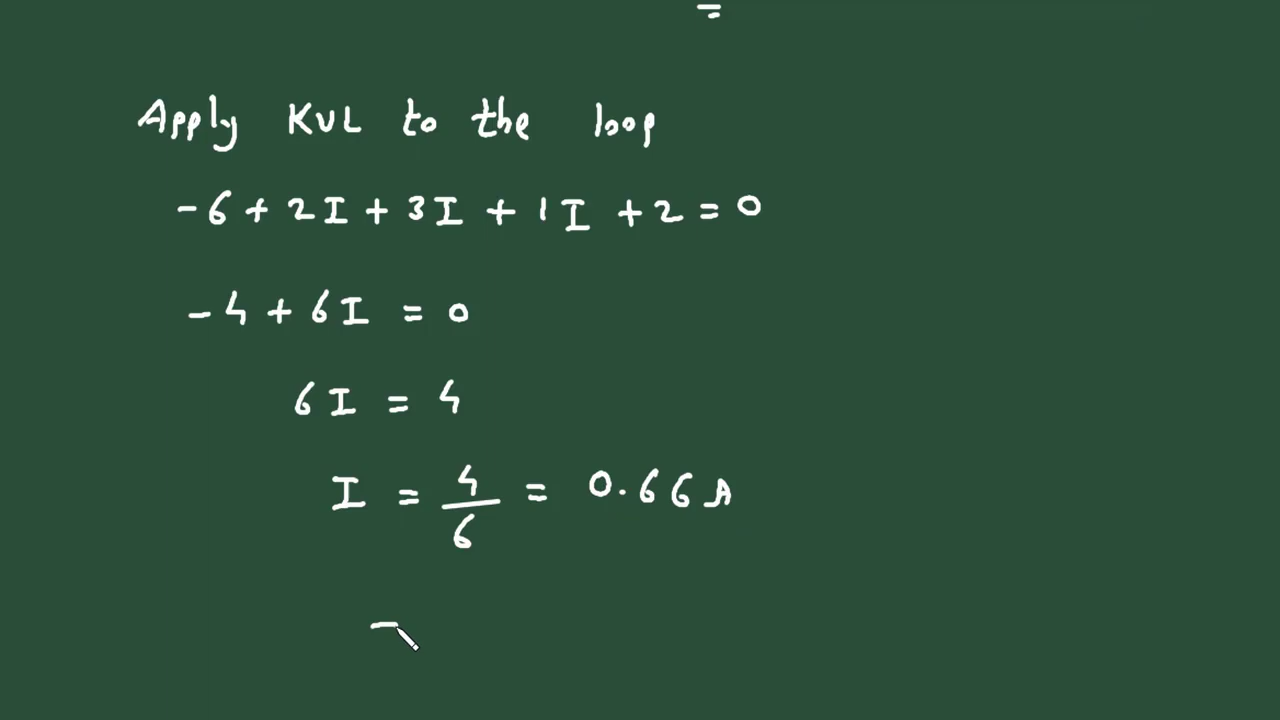 Apply KVL to the loop
-6 + 2I + 3I + 1I + 2 = 0
-4 + 6I = 0
6I = 4
I = 4/6 = 0.66A